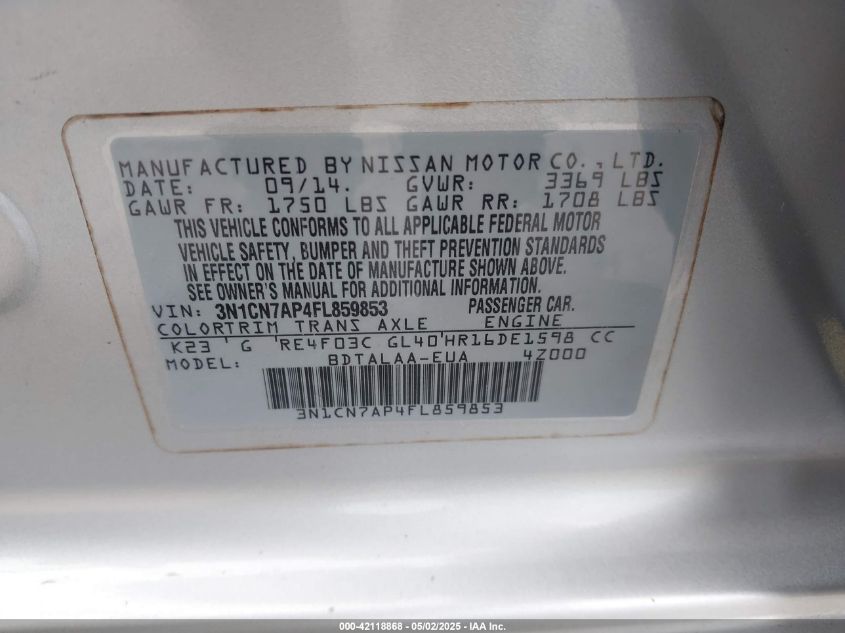 MANUFACTURED BY NISSAN MOTOR CO., LTD.
DATE: 09/14. GVWR: 3369 LBS
GAWR FR: 1750 LBS GAWR RR: 1708 LBS
THIS VEHICLE CONFORMS TO ALL APPLICABLE FEDERAL MOTOR
VEHICLE SAFETY, BUMPER AND THEFT PREVENTION STANDARDS
IN EFFECT ON THE DATE OF MANUFACTURE SHOWN ABOVE.
SEE OWNER'S MANUAL FOR ADDITIONAL INFORMATION.
VIN: 3N1CN7AP4FL859853 PASSENGER CAR.
COLORTRIM TRANS AXLE ENGINE
K23 'G 'RE4F03C GL40'HR16DE1598 CC
MODEL: BDTALAA-EUA 4Z000
3N1CN7AP4FL859853
000-42118868 - 05/02/2025 - IAA Inc.